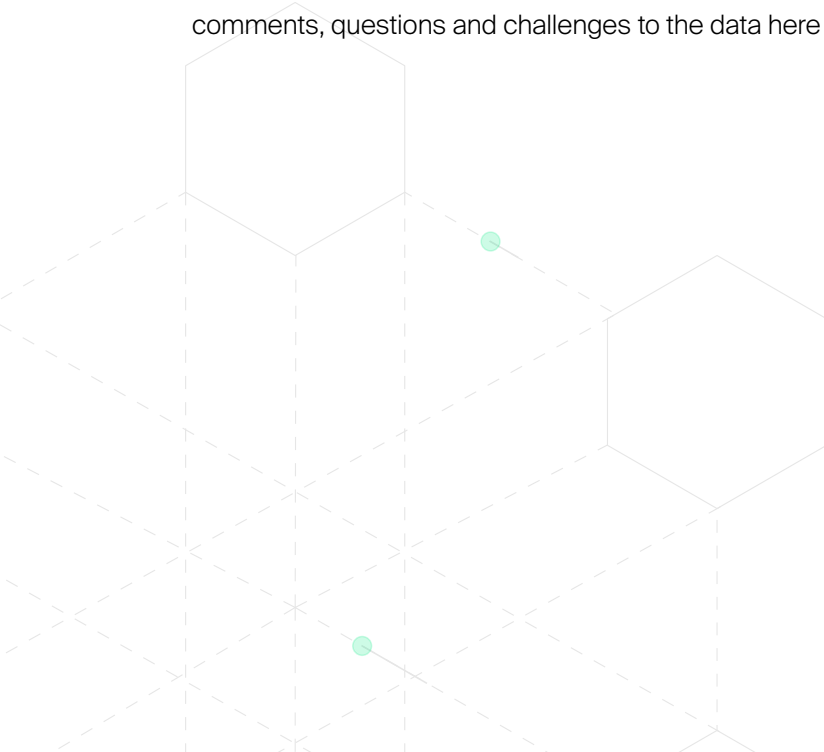 comments, questions and challenges to the data here